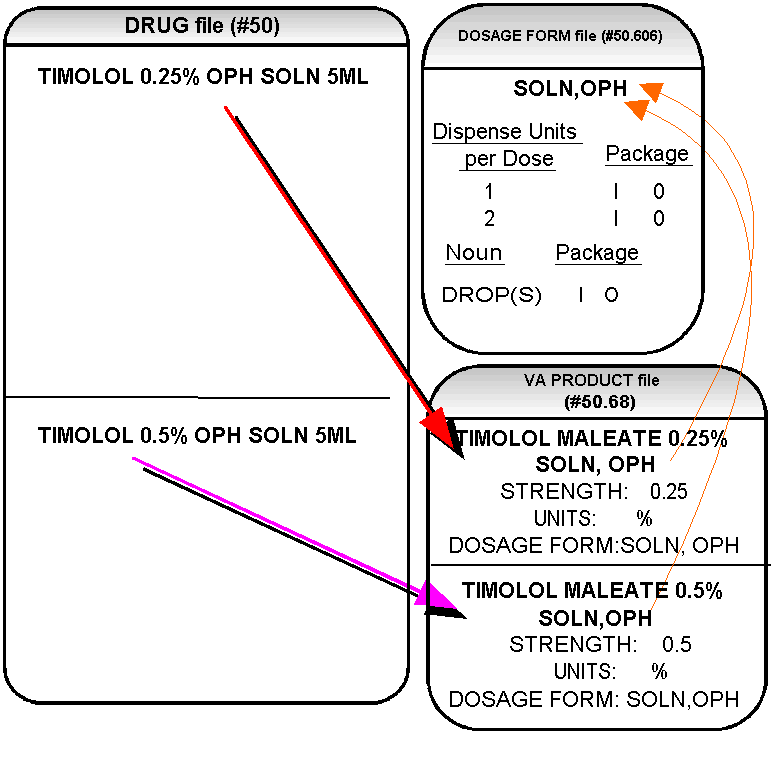 DRUG file (#50)
TIMOLOL 0.25% OPH SOLN 5ML
TIMOLOL 0.5% OPH SOLN 5ML
DOSAGE FORM file (#50.606)
SOLN,OPH
Dispense Units
per Dose Package
1 I O
2 I O
Noun Package
DROP(S) I O
VA PRODUCT file
(#50.68)
TIMOLOL MALEATE 0.25%
SOLN, OPH
STRENGTH: 0.25
UNITS: %
DOSAGE FORM:SOLN, OPH
TIMOLOL MALEATE 0.5%
SOLN,OPH
STRENGTH: 0.5
UNITS: %
DOSAGE FORM: SOLN,OPH